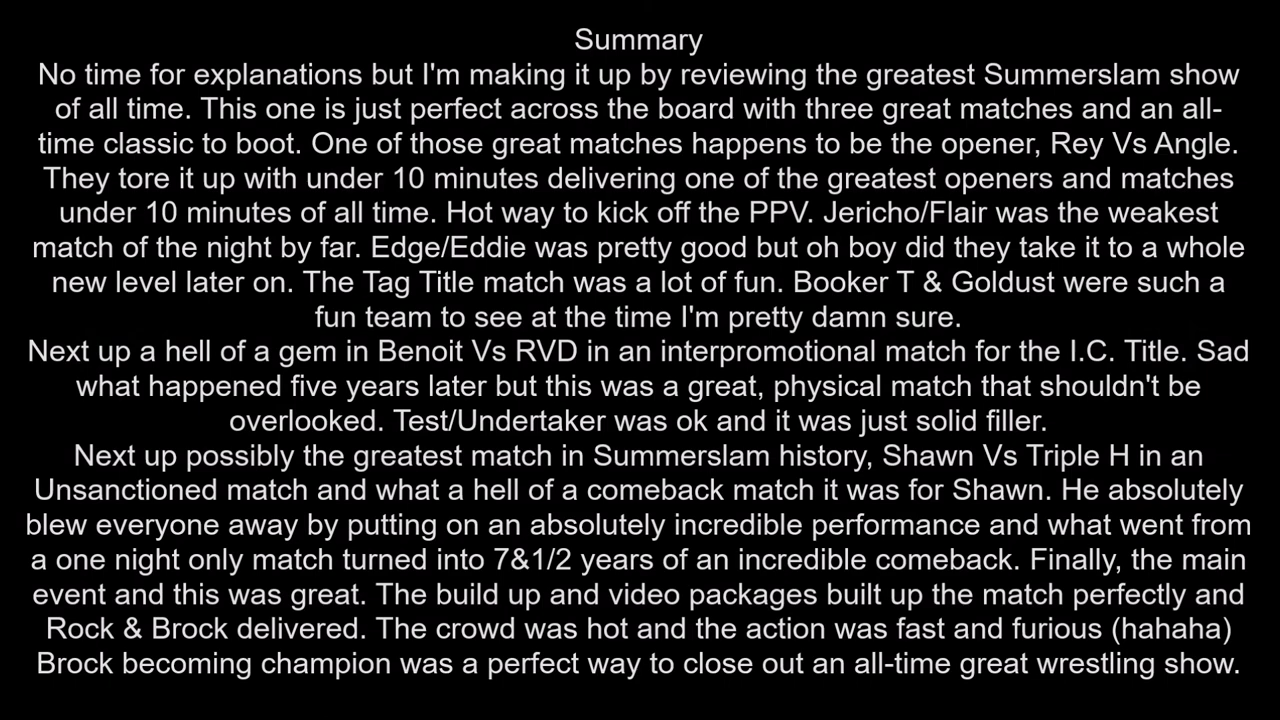 Summary
No time for explanations but I'm making it up by reviewing the greatest Summerslam show
of all time. This one is just perfect across the board with three great matches and an all-
time classic to boot. One of those great matches happens to be the opener, Rey Vs Angle.
They tore it up with under 10 minutes delivering one of the greatest openers and matches
under 10 minutes of all time. Hot way to kick off the PPV. Jericho/Flair was the weakest
match of the night by far. Edge/Eddie was pretty good but oh boy did they take it to a whole
new level later on. The Tag Title match was a lot of fun. Booker T & Goldust were such a
fun team to see at the time I'm pretty damn sure.
Next up a hell of a gem in Benoit Vs RVD in an interpromotional match for the I.C. Title. Sad
what happened five years later but this was a great, physical match that shouldn't be
overlooked. Test/Undertaker was ok and it was just solid filler.
Next up possibly the greatest match in Summerslam history, Shawn Vs Triple H in an
Unsanctioned match and what a hell of a comeback match it was for Shawn. He absolutely
blew everyone away by putting on an absolutely incredible performance and what went from
a one night only match turned into 7&1/2 years of an incredible comeback. Finally, the main
event and this was great. The build up and video packages built up the match perfectly and
Rock & Brock delivered. The crowd was hot and the action was fast and furious (hahaha)
Brock becoming champion was a perfect way to close out an all-time great wrestling show.